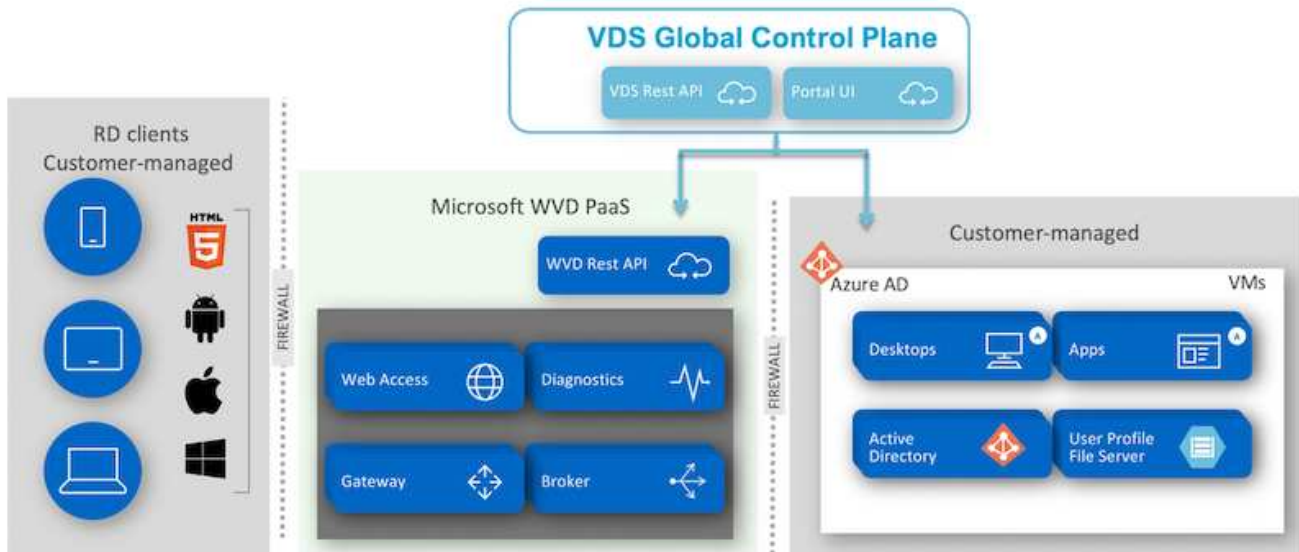 VDS Global Control Plane
VDS Rest API
Portal UI
RD clients
Customer-managed
HTML
5
FIREWALL
Microsoft WVD PaaS
WVD Rest API
Web Access
Diagnostics
Gateway
Broker
FIREWALL
Customer-managed
Azure AD
VMs
Desktops
A
Apps
A
Active
Directory
User Profile
File Server